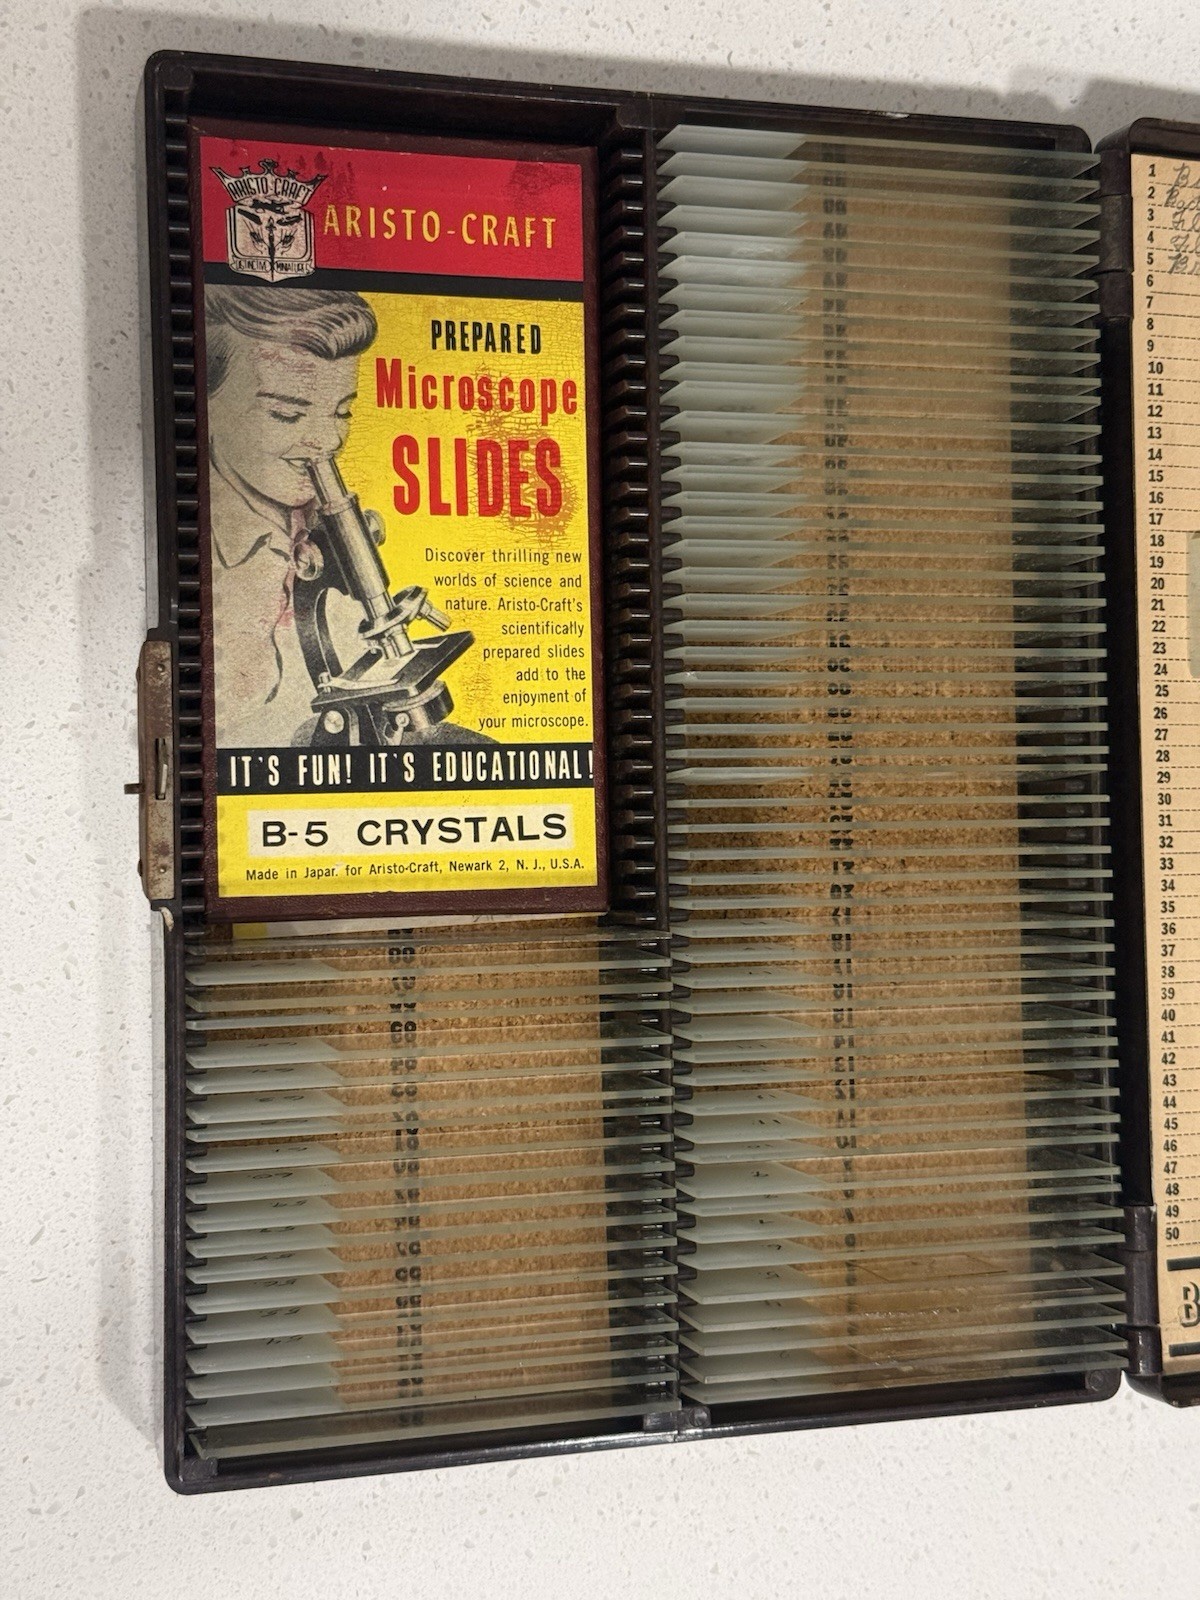 ARISTO-CRAFT
DISTINCTIVE MINIATURES
ARISTO-CRAFT
PREPARED
Microscope
SLIDES
Discover thrilling new
worlds of science and
nature. Aristo-Craft's
scientifically
prepared slides
add to the
enjoyment of
your microscope.
IT'S FUN! IT'S EDUCATIONAL!
B-5 CRYSTALS
Made in Japan for Aristo-Craft, Newark 2, N. J., U.S.A.
1
2
3
4
5
6
7
8
9
10
11
12
13
14
15
16
17
18
19
20
21
22
23
24
25
26
27
28
29
30
31
32
33
34
35
36
37
38
39
40
41
42
43
44
45
46
47
48
49
50
B